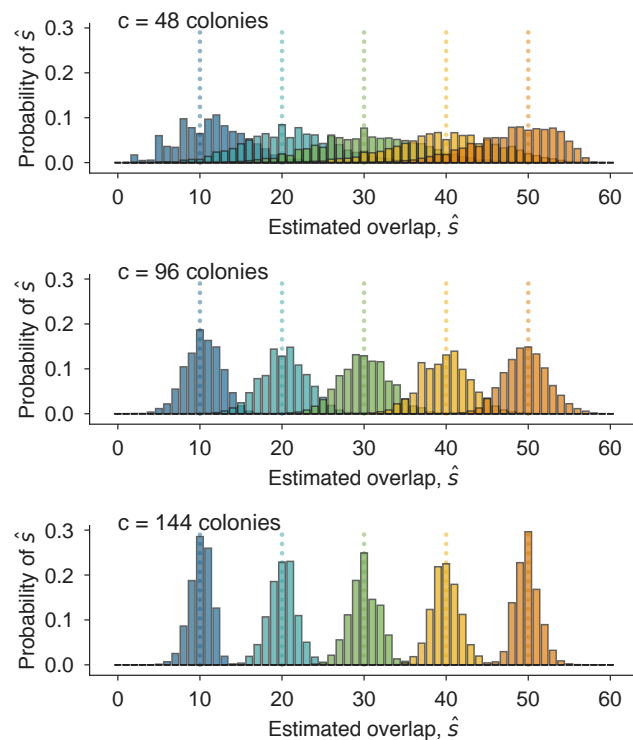 c = 48 colonies
0.3
0.2
0.1
0.0
Probability of ŝ
0 10 20 30 40 50 60
Estimated overlap, ŝ
c = 96 colonies
0.3
0.2
0.1
0.0
Probability of ŝ
0 10 20 30 40 50 60
Estimated overlap, ŝ
c = 144 colonies
0.3
0.2
0.1
0.0
Probability of ŝ
0 10 20 30 40 50 60
Estimated overlap, ŝ